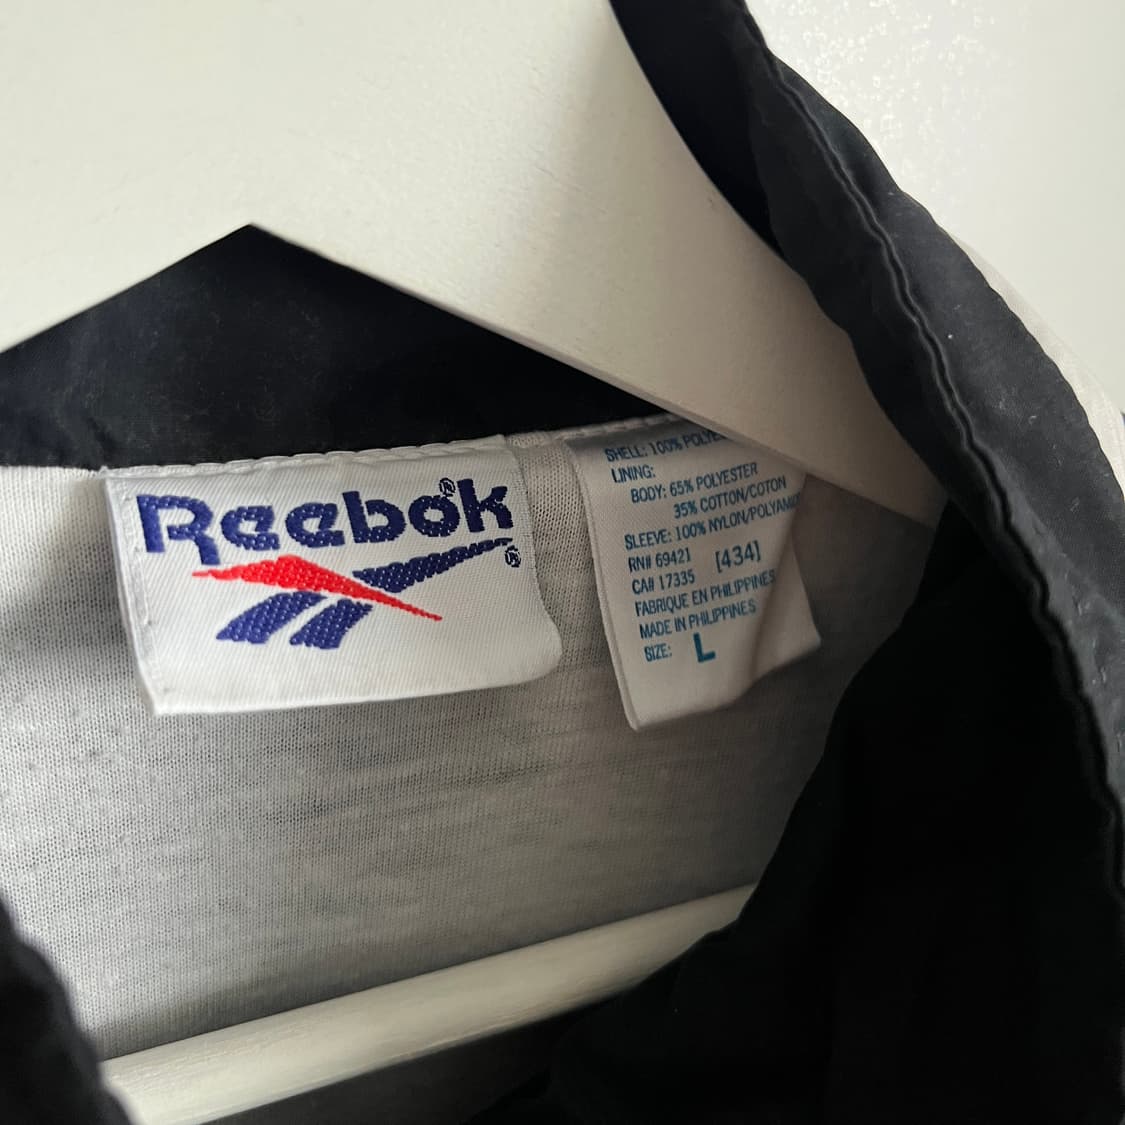 Reebok®
®
SHELL: 100% POLYE
LINING:
BODY: 65% POLYESTER
35% COTTON/COTON
SLEEVE: 100% NYLON/POLYAMID
RN# 69421 [434]
CA# 17335
FABRIQUE EN PHILIPPINES
MADE IN PHILIPPINES
SIZE: L